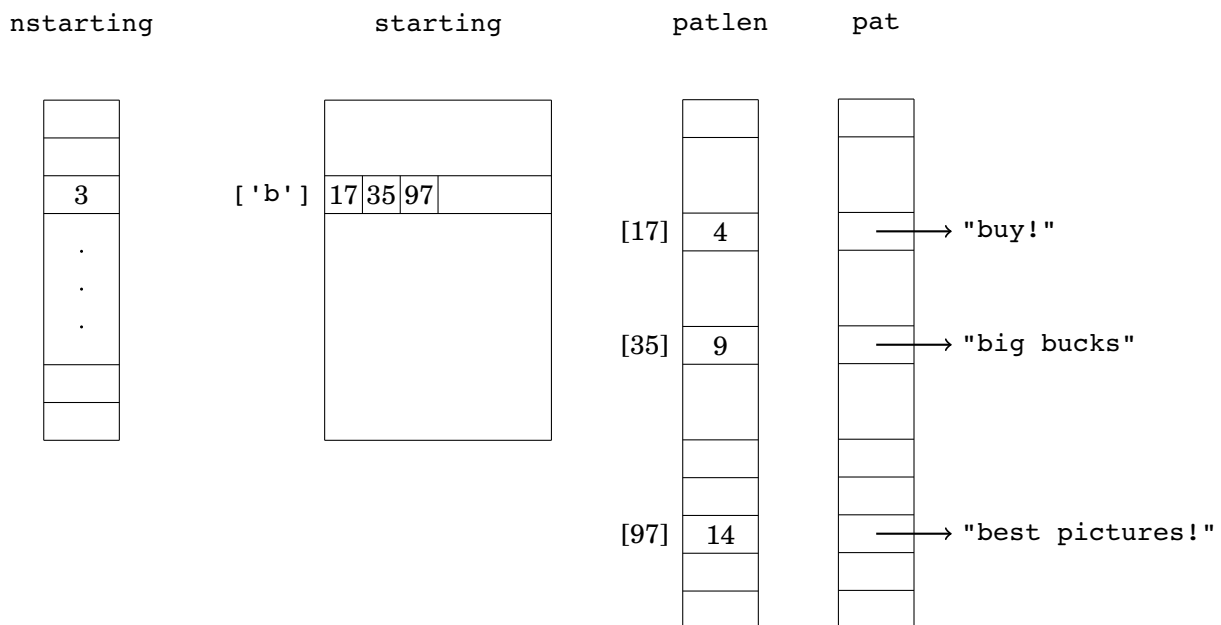 nstarting starting patlen pat
3 ['b'] 17 35 97
[17] 4 "buy!"
.
.
[35] 9 "big bucks"
.
[97] 14 "best pictures!"